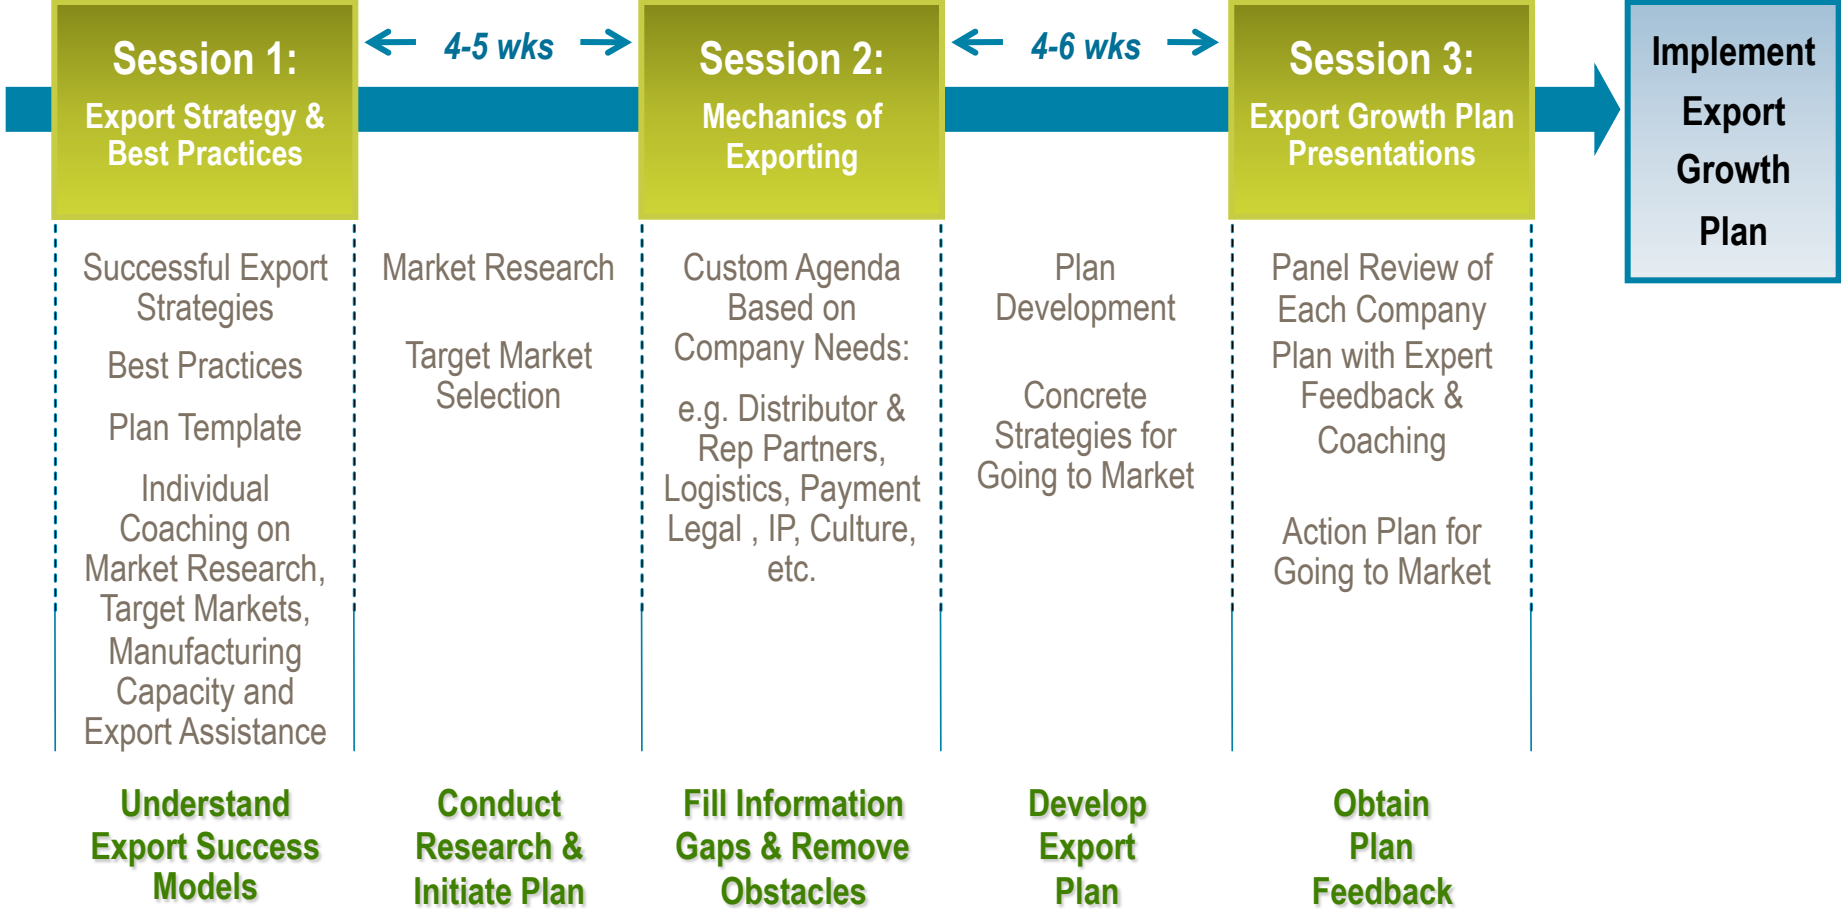 Session 1:
Export Strategy &
Best Practices
4-5 wks
Session 2:
Mechanics of
Exporting
4-6 wks
Session 3:
Export Growth Plan
Presentations
Implement
Export
Growth
Plan
Successful Export
Strategies
Best Practices
Plan Template
Individual
Coaching on
Market Research,
Target Markets,
Manufacturing
Capacity and
Export Assistance
Market Research
Target Market
Selection
Custom Agenda
Based on
Company Needs:
e.g. Distributor &
Rep Partners,
Logistics, Payment
Legal , IP, Culture,
etc.
Plan
Development
Concrete
Strategies for
Going to Market
Panel Review of
Each Company
Plan with Expert
Feedback &
Coaching
Action Plan for
Going to Market
Understand
Export Success
Models
Conduct
Research &
Initiate Plan
Fill Information
Gaps & Remove
Obstacles
Develop
Export
Plan
Obtain
Plan
Feedback